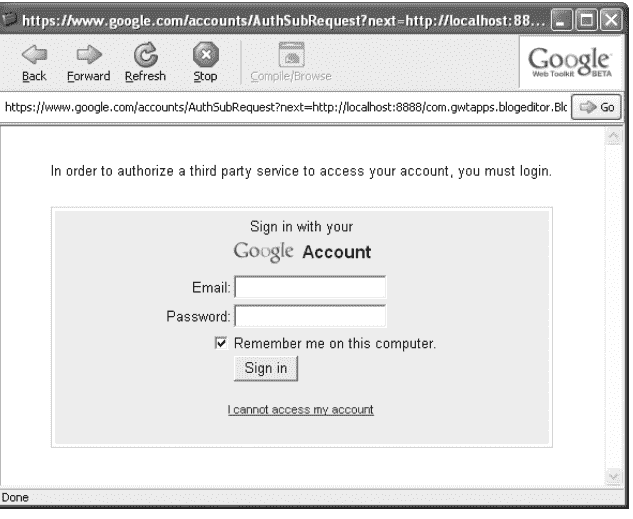 https://www.google.com/accounts/AuthSubRequest?next=http://localhost:88...
Back Forward Refresh Stop Compile/Browse
Google
Web Toolkit BETA
https://www.google.com/accounts/AuthSubRequest?next=http://localhost:8888/com.gwtapps.blogeditor.Blc Go
In order to authorize a third party service to access your account, you must login.
Sign in with your
Google Account
Email:
Password:
Remember me on this computer.
Sign in
I cannot access my account
Done